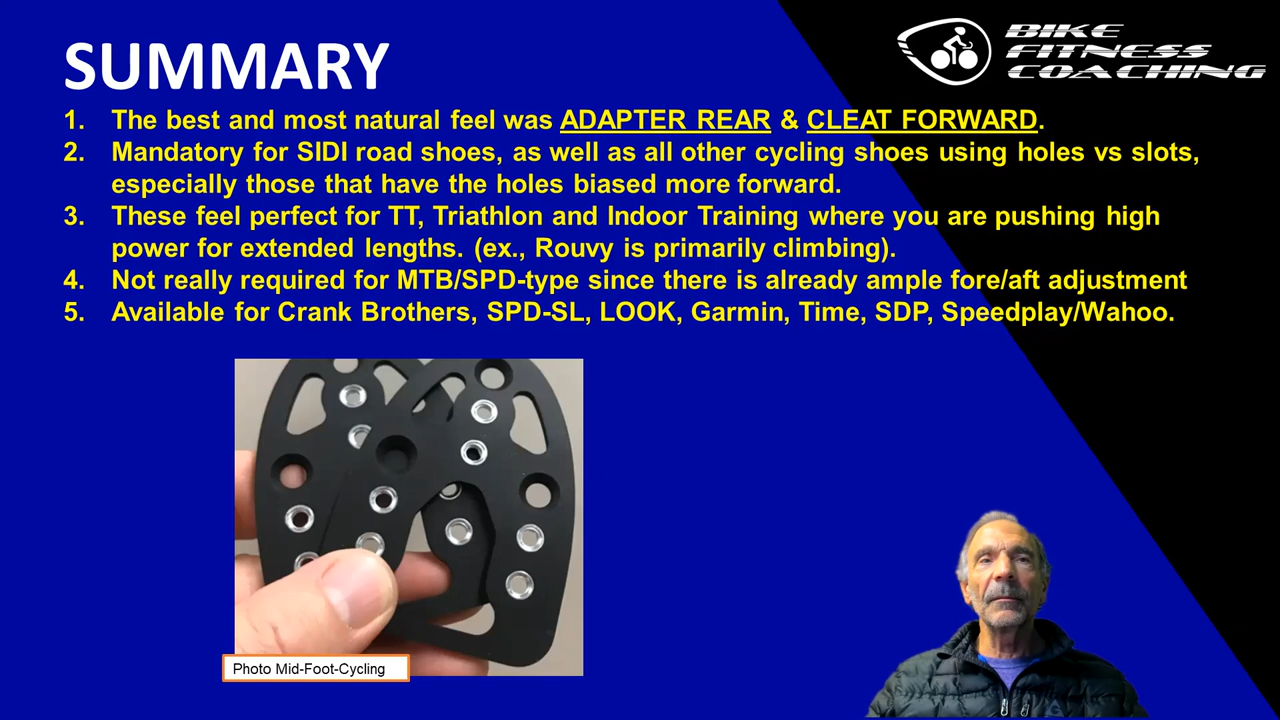 SUMMARY
BIKE
FITNESS
COACHING
1. The best and most natural feel was ADAPTER REAR & CLEAT FORWARD.
2. Mandatory for SIDI road shoes, as well as all other cycling shoes using holes vs slots,
especially those that have the holes biased more forward.
3. These feel perfect for TT, Triathlon and Indoor Training where you are pushing high
power for extended lengths. (ex., Rouvy is primarily climbing).
4. Not really required for MTB/SPD-type since there is already ample fore/aft adjustment
5. Available for Crank Brothers, SPD-SL, LOOK, Garmin, Time, SDP, Speedplay/Wahoo.
Photo Mid-Foot-Cycling